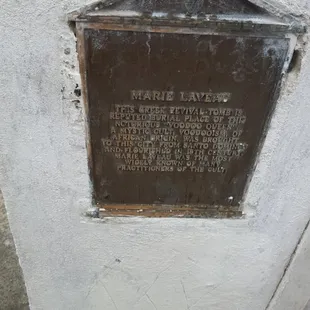 MARIE LAVEAU
THIS GREEK REVIVAL TOMB IS
REPUTED BURIAL PLACE OF THIS
NOTORIOUS "VOODOO QUEEN".
A MYSTIC CULT, VOODOOISM, OF
AFRICAN ORIGIN, WAS BROUGHT
TO THIS CITY FROM SANTO DOMINGO
AND FLOURISHED IN 19TH CENTURY.
MARIE LAVEAU WAS THE MOST
WIDELY KNOWN OF MANY
PRACTITIONERS OF THE CULT.